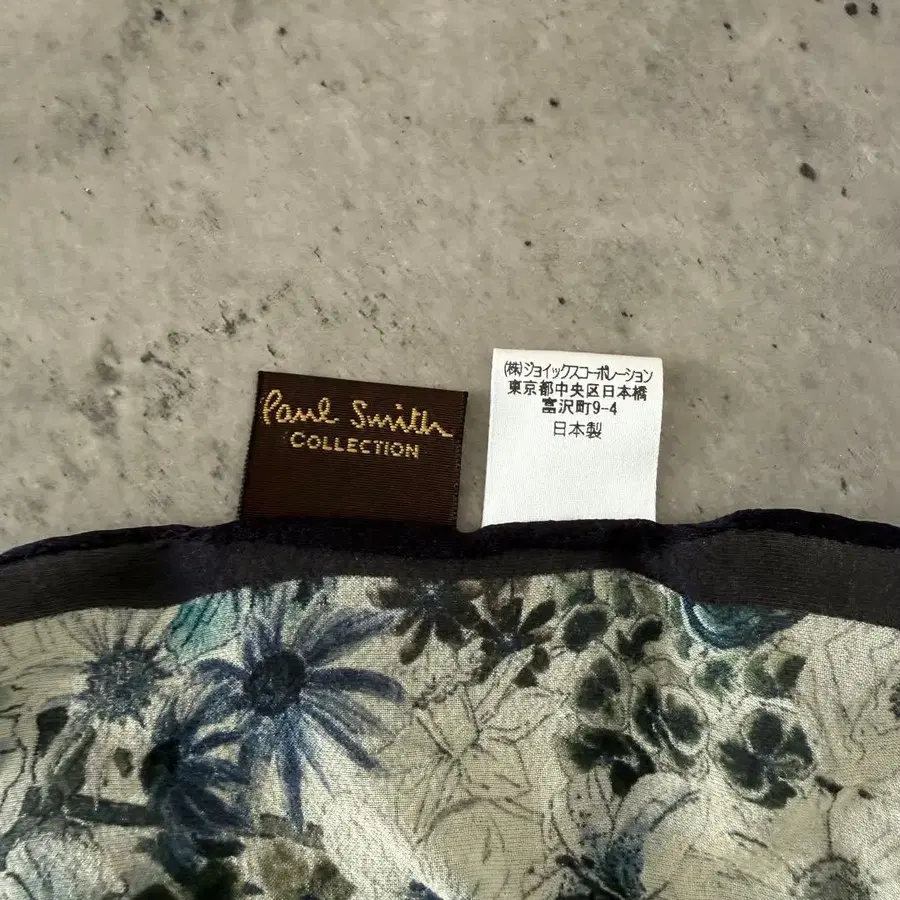 Paul Smith
COLLECTION
(株)ジョイックスコーポレーション
東京都中央区日本橋
富沢町9-4
日本製